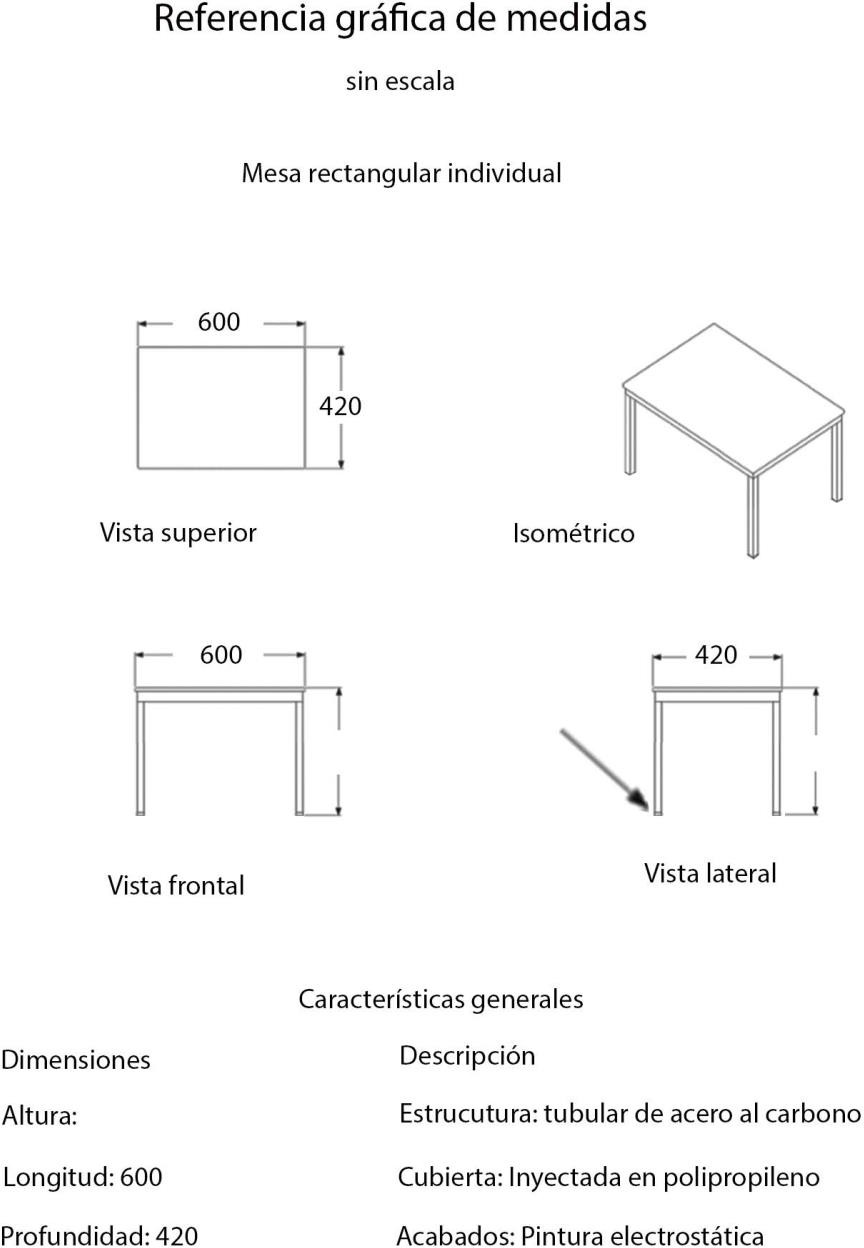 Referencia gráfica de medidas
sin escala
Mesa rectangular individual
600
420
Vista superior
Isométrico
600
420
Vista frontal
Vista lateral
Características generales
Dimensiones
Descripción
Altura:
Estrucutura: tubular de acero al carbono
Longitud: 600
Cubierta: Inyectada en polipropileno
Profundidad: 420
Acabados: Pintura electrostática